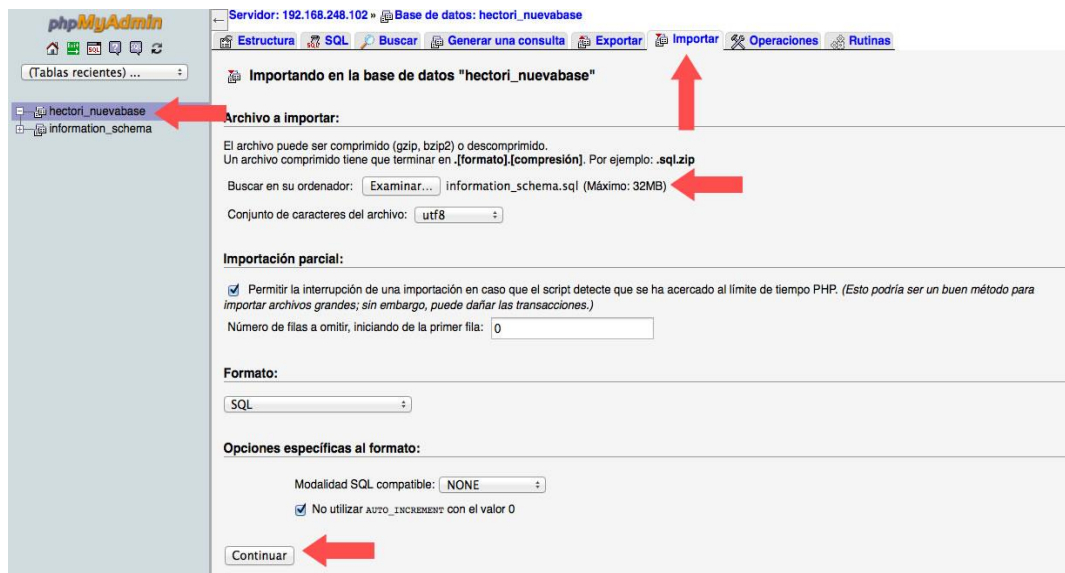 phpMyAdmin
(Tablas recientes) ...
hectori_nuevabase
information_schema
Servidor: 192.168.248.102 » Base de datos: hectori_nuevabase
Estructura SQL Buscar Generar una consulta Exportar Importar Operaciones Rutinas
Importando en la base de datos "hectori_nuevabase"
Archivo a importar:
El archivo puede ser comprimido (gzip, bzip2) o descomprimido.
Un archivo comprimido tiene que terminar en .[formato].[compresión]. Por ejemplo: .sql.zip
Buscar en su ordenador: Examinar... information_schema.sql (Máximo: 32MB)
Conjunto de caracteres del archivo: utf8
Importación parcial:
Permitir la interrupción de una importación en caso que el script detecte que se ha acercado al límite de tiempo PHP. (Esto podría ser un buen método para
importar archivos grandes; sin embargo, puede dañar las transacciones.)
Número de filas a omitir, iniciando de la primer fila: 0
Formato:
SQL
Opciones específicas al formato:
Modalidad SQL compatible: NONE
No utilizar AUTO_INCREMENT con el valor 0
Continuar